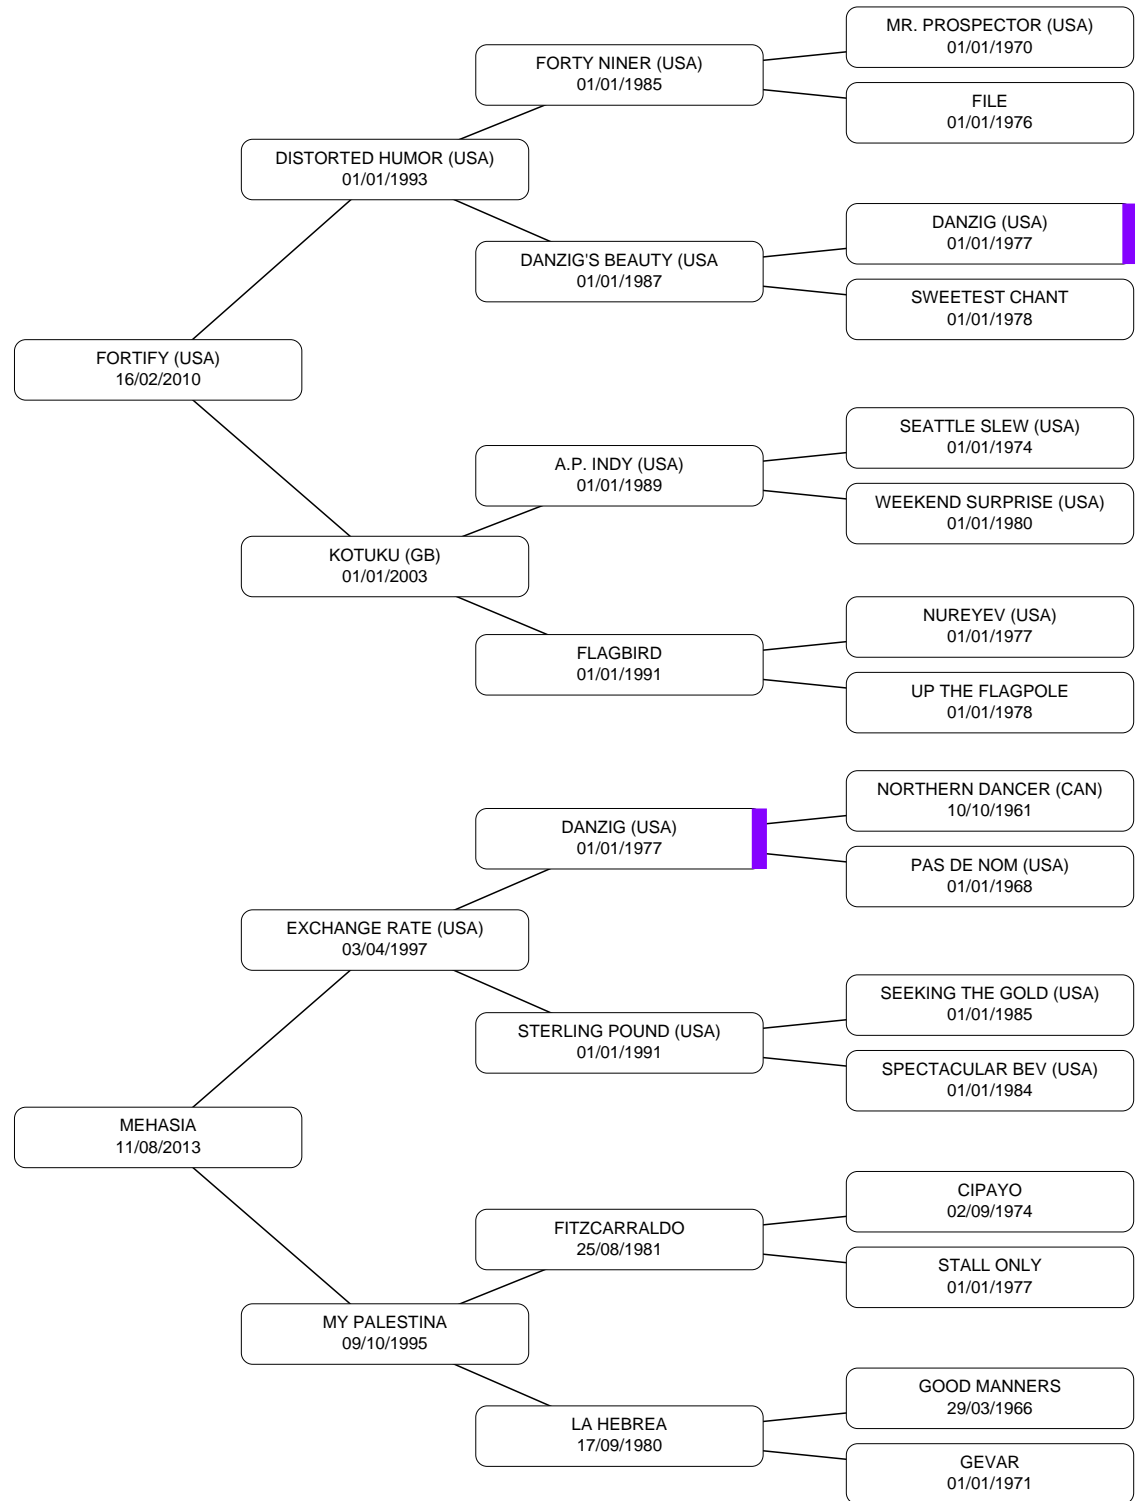 MR. PROSPECTOR (USA)
01/01/1970
FORTY NINER (USA)
01/01/1985
FILE
01/01/1976
DISTORTED HUMOR (USA)
01/01/1993
DANZIG (USA)
01/01/1977
DANZIG'S BEAUTY (USA
01/01/1987
SWEETEST CHANT
01/01/1978
FORTIFY (USA)
16/02/2010
SEATTLE SLEW (USA)
01/01/1974
A.P. INDY (USA)
01/01/1989
WEEKEND SURPRISE (USA)
01/01/1980
KOTUKU (GB)
01/01/2003
NUREYEV (USA)
01/01/1977
FLAGBIRD
01/01/1991
UP THE FLAGPOLE
01/01/1978
NORTHERN DANCER (CAN)
10/10/1961
DANZIG (USA)
01/01/1977
PAS DE NOM (USA)
01/01/1968
EXCHANGE RATE (USA)
03/04/1997
SEEKING THE GOLD (USA)
01/01/1985
STERLING POUND (USA)
01/01/1991
SPECTACULAR BEV (USA)
01/01/1984
MEHASIA
11/08/2013
CIPAYO
02/09/1974
FITZCARRALDO
25/08/1981
STALL ONLY
01/01/1977
MY PALESTINA
09/10/1995
GOOD MANNERS
29/03/1966
LA HEBREA
17/09/1980
GEVAR
01/01/1971